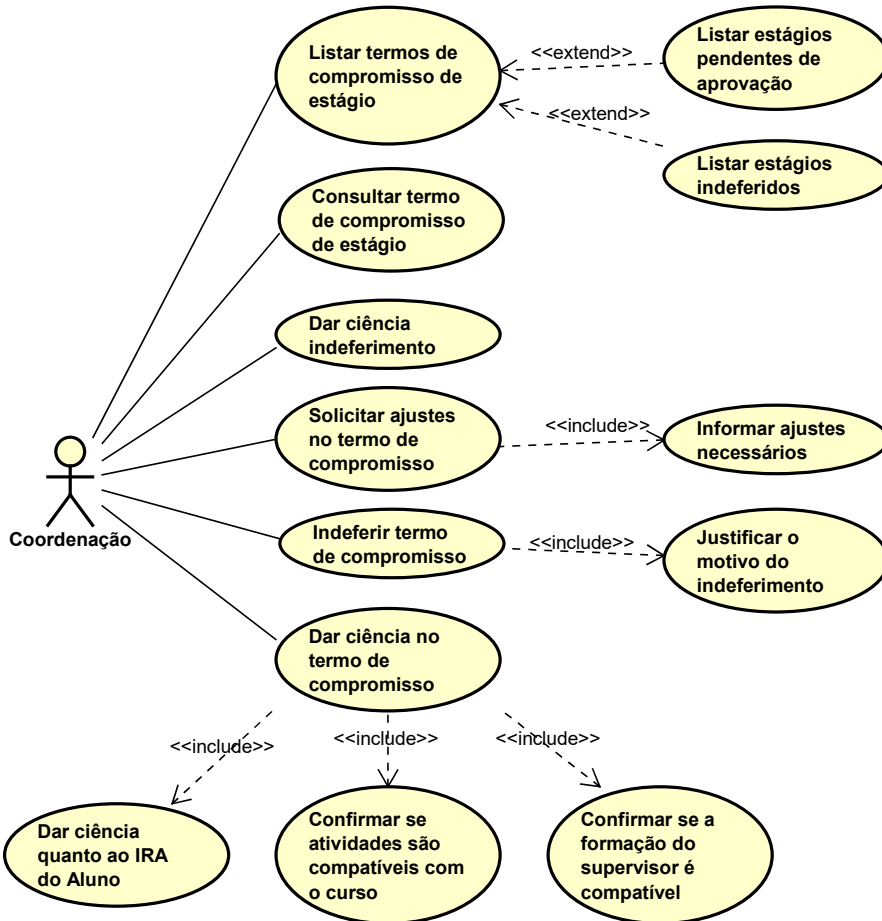 Listar termos de
compromisso de
estágio
<<extend>>
Listar estágios
pendentes de
aprovação
<<extend>>
Listar estágios
indeferidos
Consultar termo
de compromisso
de estágio
Dar ciência
indeferimento
Solicitar ajustes
no termo de
compromisso
<<include>>
Informar ajustes
necessários
Coordenação
Indeferir termo
de compromisso
<<include>>
Justificar o
motivo do
indeferimento
Dar ciência no
termo de
compromisso
<<include>>
<<include>>
<<include>>
Dar ciência
quanto ao IRA
do Aluno
Confirmar se
atividades são
compatíveis com
o curso
Confirmar se a
formação do
supervisor é
compatível